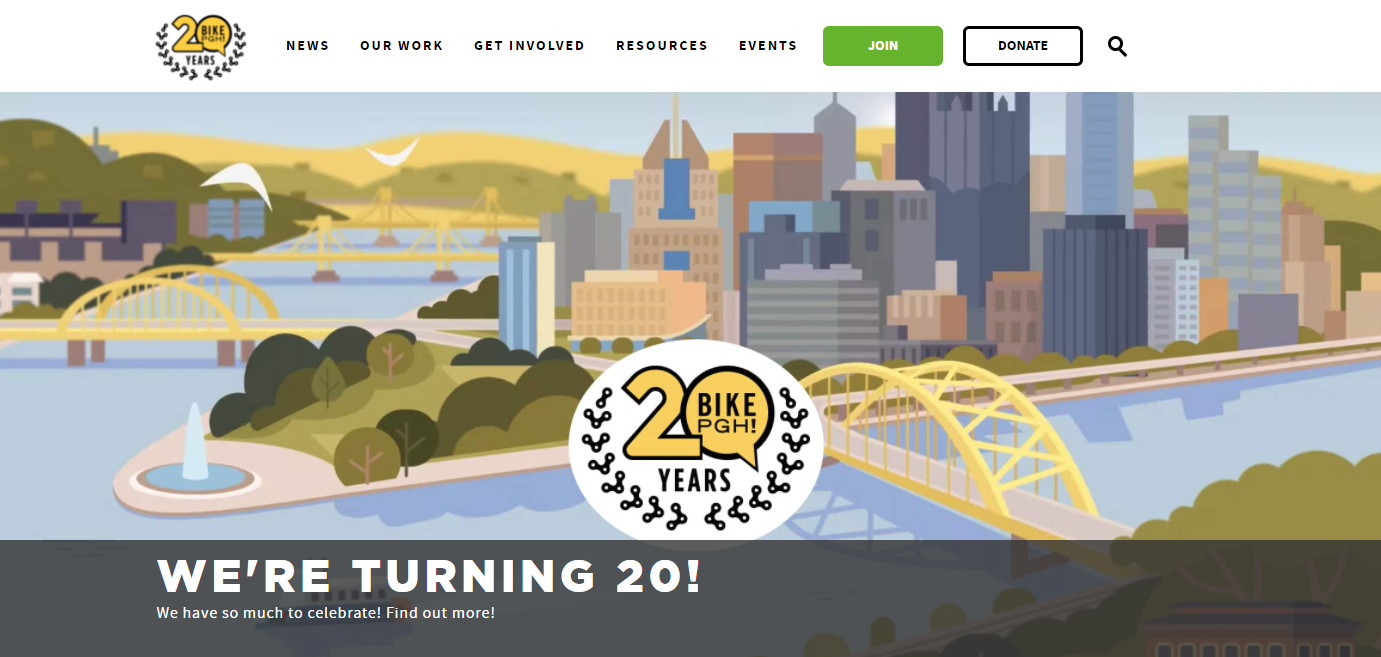 20 BIKE
PGH!
YEARS
NEWS OUR WORK GET INVOLVED RESOURCES EVENTS JOIN DONATE
20 BIKE
PGH!
YEARS
WE'RE TURNING 20!
We have so much to celebrate! Find out more!